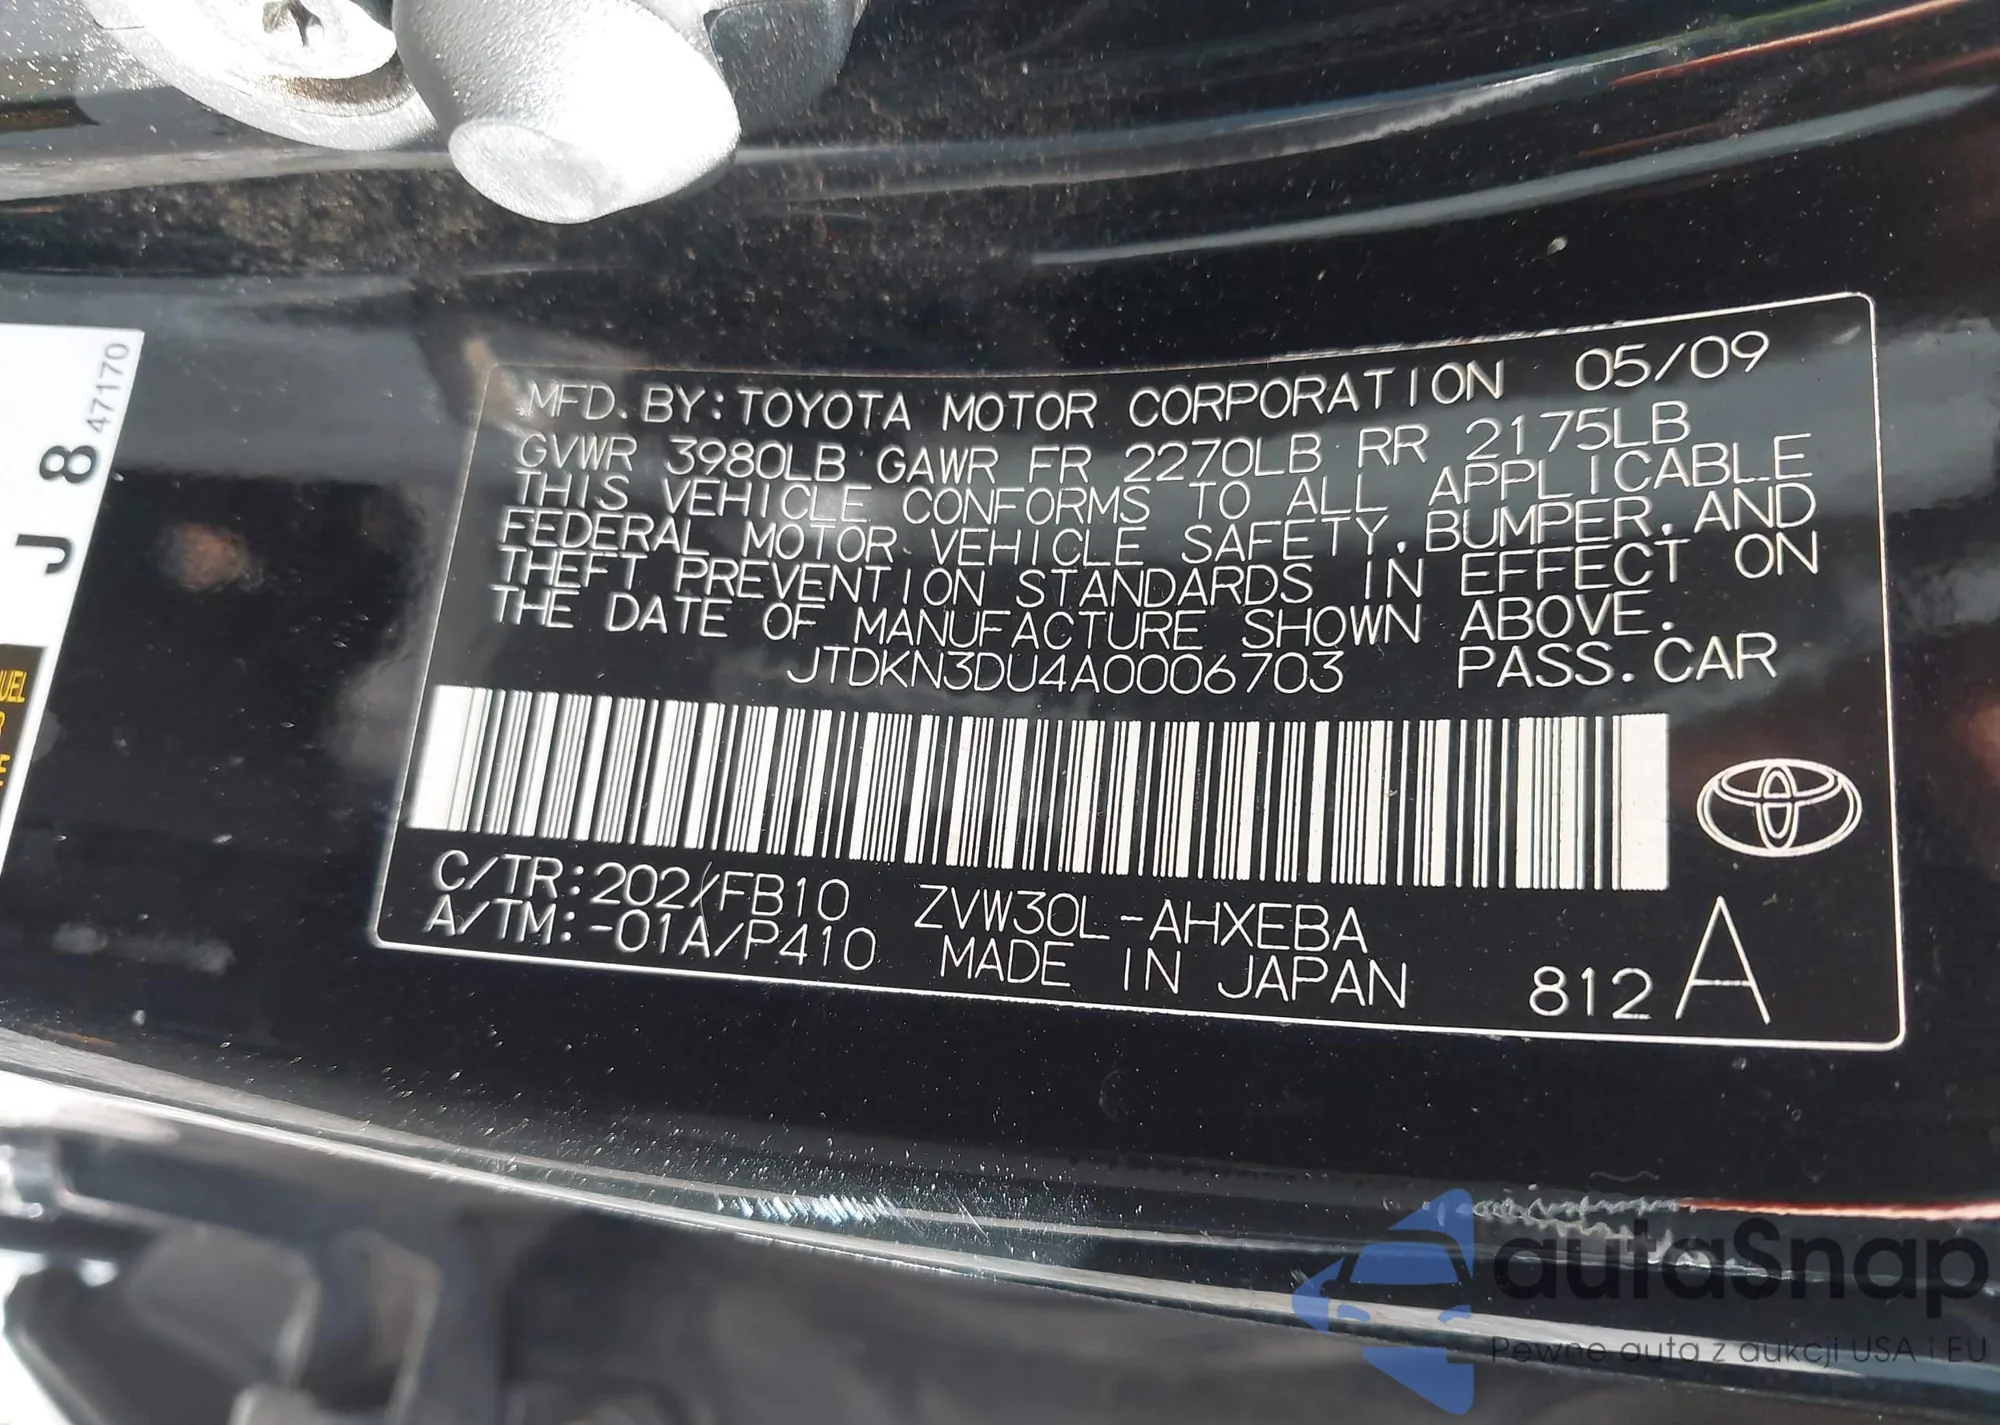 MFD. BY: TOYOTA MOTOR CORPORATION 05/09
GVWR 3980LB GAWR FR 2270LB RR 2175LB
THIS VEHICLE CONFORMS TO ALL APPLICABLE
FEDERAL MOTOR VEHICLE SAFETY, BUMPER, AND
THEFT PREVENTION STANDARDS IN EFFECT ON
THE DATE OF MANUFACTURE SHOWN ABOVE.
JTDKN3DU4A0006703 PASS. CAR
C/TR: 202/FB10 ZVW30L-AHXEBA
A/TM: -01A/P410 MADE IN JAPAN 812 A
J 8 47170
autoSnap
Pewne auta z aukcji USA i EU